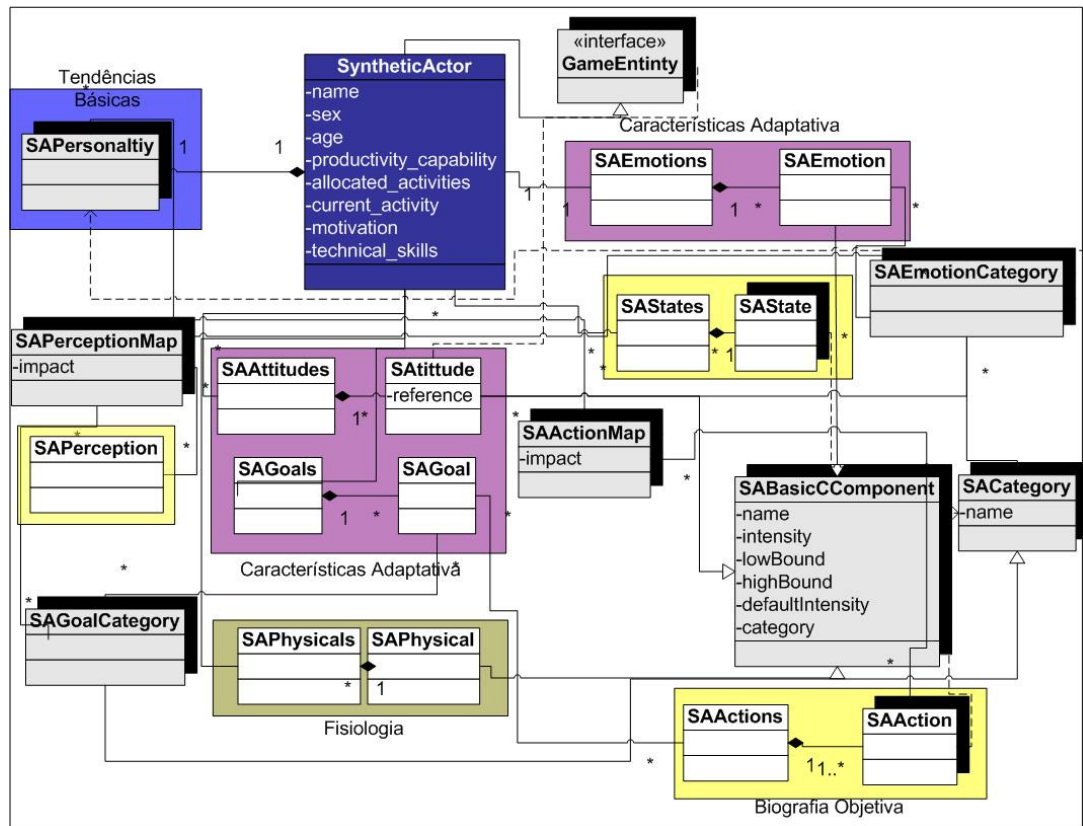 Tendências
*
Básicas
SAPersonaltiy
1
1
SyntheticActor
-name
-sex
-age
-productivity_capability
-allocated_activities
-current_activity
-motivation
-technical_skills
«interface»
GameEntinty
Características Adaptativa
SAEmotions
SAEmotion
1
1
1
*
*
SAEmotionCategory
SAStates
SAState
*
1
*
*
*
*
*
SAPerceptionMap
-impact
*
SAPerception
*
*
*
SAAttitudes
SAtittude
-reference
1*
*
SAGoals
SAGoal
1
*
*
Características Adaptativa
*
SAActionMap
-impact
*
SABasicCComponent
-name
-intensity
-lowBound
-highBound
-defaultIntensity
-category
SACategory
-name
*
*
SAGoalCategory
SAPhysicals
SAPhysical
*
1
Fisiologia
*
SAActions
SAAction
1
1..*
*
Biografia Objetiva